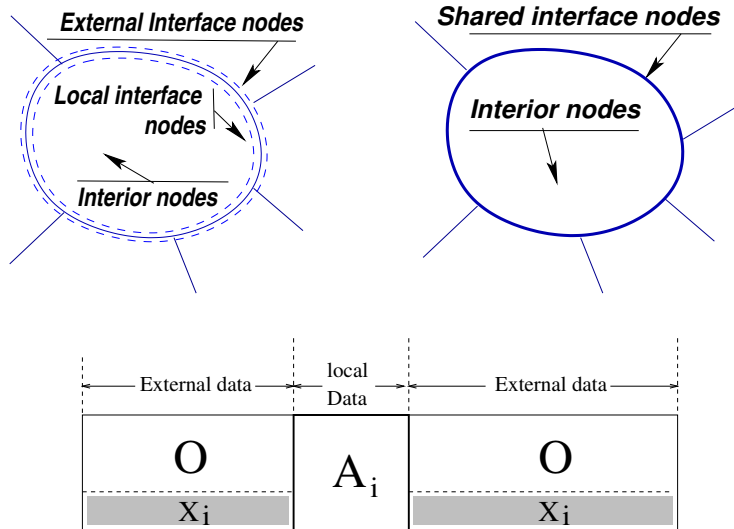 External Interface nodes
Local interface
nodes
Interior nodes
Shared interface nodes
Interior nodes
External data
local
Data
External data
O
A i
O
X i
X i